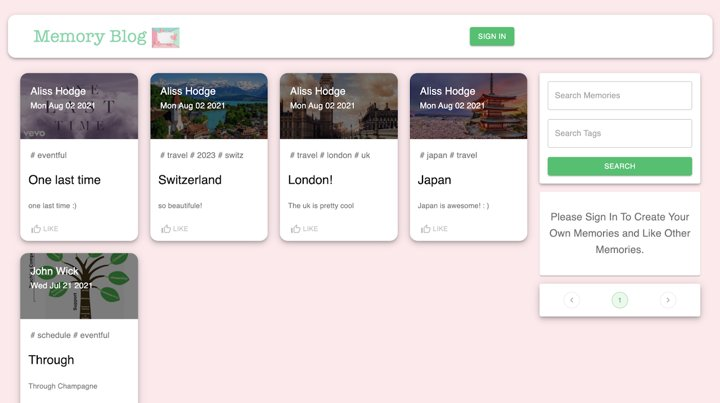 Memory Blog
SIGN IN
Aliss Hodge
Mon Aug 02 2021
LAST
TIME
vevo
# eventful
One last time
one last time :)
LIKE
Aliss Hodge
Mon Aug 02 2021
# travel # 2023 # switz
Switzerland
so beautifule!
LIKE
Aliss Hodge
Mon Aug 02 2021
# travel # london # uk
London!
The uk is pretty cool
LIKE
Aliss Hodge
Mon Aug 02 2021
# japan # travel
Japan
Japan is awesome! : )
LIKE
Search Memories
Search Tags
SEARCH
Please Sign In To Create Your
Own Memories and Like Other
Memories.
1
John Wick
Wed Jul 21 2021
Support
# schedule # eventful
Through
Through Champagne